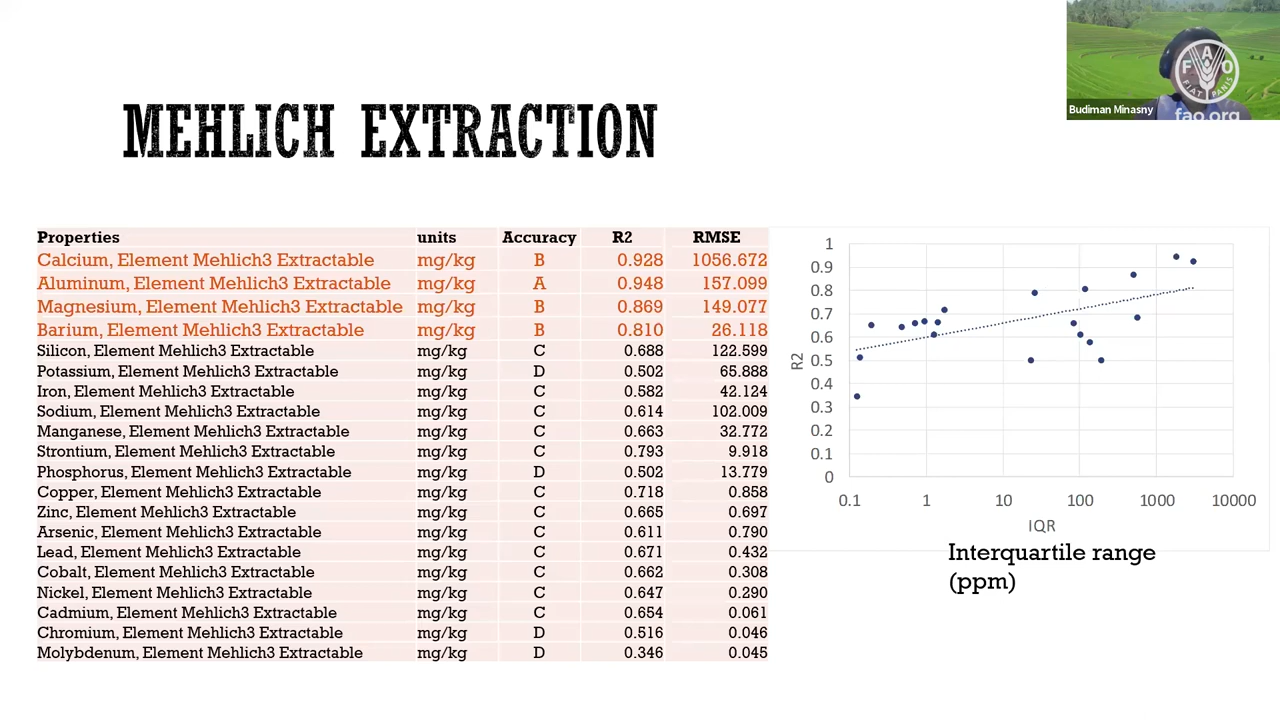 FAO
FIAT PANIS
fao.org
Budiman Minasny
MEHLICH EXTRACTION
Properties units Accuracy R2 RMSE
Calcium, Element Mehlich3 Extractable mg/kg B 0.928 1056.672
Aluminum, Element Mehlich3 Extractable mg/kg A 0.948 157.099
Magnesium, Element Mehlich3 Extractable mg/kg B 0.869 149.077
Barium, Element Mehlich3 Extractable mg/kg B 0.810 26.118
Silicon, Element Mehlich3 Extractable mg/kg C 0.688 122.599
Potassium, Element Mehlich3 Extractable mg/kg D 0.502 65.888
Iron, Element Mehlich3 Extractable mg/kg C 0.582 42.124
Sodium, Element Mehlich3 Extractable mg/kg C 0.614 102.009
Manganese, Element Mehlich3 Extractable mg/kg C 0.663 32.772
Strontium, Element Mehlich3 Extractable mg/kg C 0.793 9.918
Phosphorus, Element Mehlich3 Extractable mg/kg D 0.502 13.779
Copper, Element Mehlich3 Extractable mg/kg C 0.718 0.858
Zinc, Element Mehlich3 Extractable mg/kg C 0.665 0.697
Arsenic, Element Mehlich3 Extractable mg/kg C 0.611 0.790
Lead, Element Mehlich3 Extractable mg/kg C 0.671 0.432
Cobalt, Element Mehlich3 Extractable mg/kg C 0.662 0.308
Nickel, Element Mehlich3 Extractable mg/kg C 0.647 0.290
Cadmium, Element Mehlich3 Extractable mg/kg C 0.654 0.061
Chromium, Element Mehlich3 Extractable mg/kg D 0.516 0.046
Molybdenum, Element Mehlich3 Extractable mg/kg D 0.346 0.045
1
0.9
0.8
0.7
0.6
0.5
0.4
0.3
0.2
0.1
0
R2
0.1 1 10 100 1000 10000
IQR
Interquartile range
(ppm)